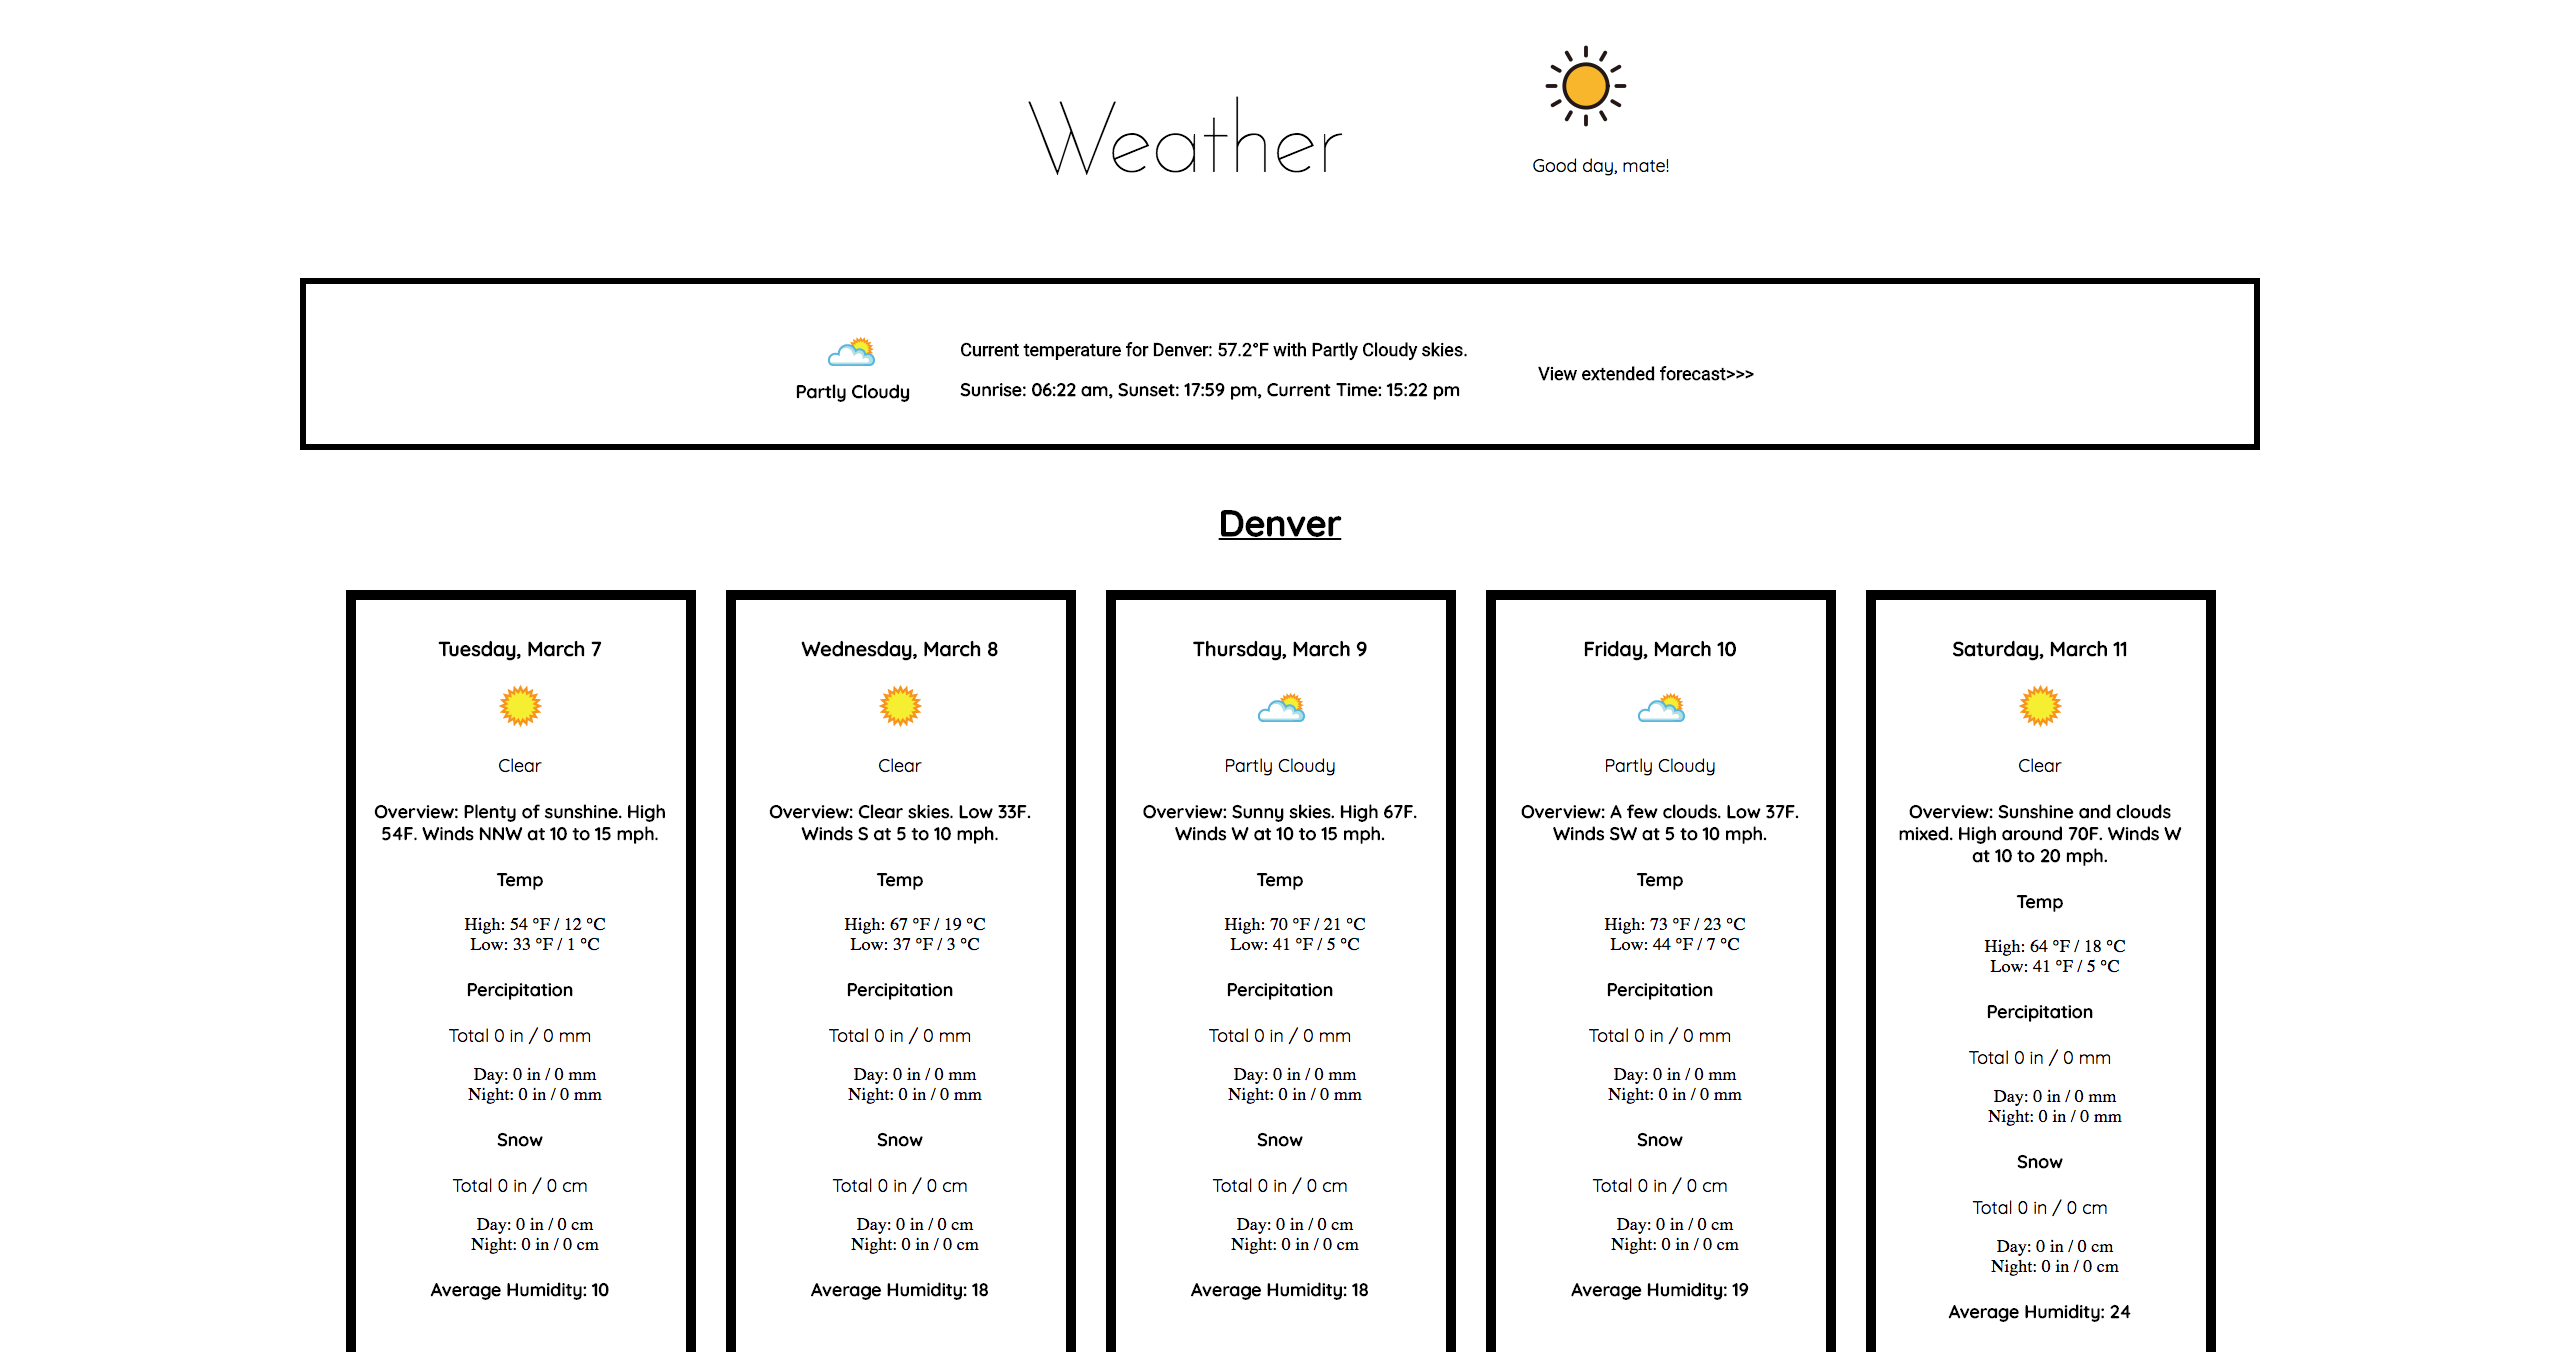 Weather
Good day, mate!
Partly Cloudy
Current temperature for Denver: 57.2°F with Partly Cloudy skies.
Sunrise: 06:22 am, Sunset: 17:59 pm, Current Time: 15:22 pm
View extended forecast>>>
Denver
Tuesday, March 7
Clear
Overview: Plenty of sunshine. High
54F. Winds NNW at 10 to 15 mph.
Temp
High: 54 °F / 12 °C
Low: 33 °F / 1 °C
Percipitation
Total 0 in / 0 mm
Day: 0 in / 0 mm
Night: 0 in / 0 mm
Snow
Total 0 in / 0 cm
Day: 0 in / 0 cm
Night: 0 in / 0 cm
Average Humidity: 10
Wednesday, March 8
Clear
Overview: Clear skies. Low 33F.
Winds S at 5 to 10 mph.
Temp
High: 67 °F / 19 °C
Low: 37 °F / 3 °C
Percipitation
Total 0 in / 0 mm
Day: 0 in / 0 mm
Night: 0 in / 0 mm
Snow
Total 0 in / 0 cm
Day: 0 in / 0 cm
Night: 0 in / 0 cm
Average Humidity: 18
Thursday, March 9
Partly Cloudy
Overview: Sunny skies. High 67F.
Winds W at 10 to 15 mph.
Temp
High: 70 °F / 21 °C
Low: 41 °F / 5 °C
Percipitation
Total 0 in / 0 mm
Day: 0 in / 0 mm
Night: 0 in / 0 mm
Snow
Total 0 in / 0 cm
Day: 0 in / 0 cm
Night: 0 in / 0 cm
Average Humidity: 18
Friday, March 10
Partly Cloudy
Overview: A few clouds. Low 37F.
Winds SW at 5 to 10 mph.
Temp
High: 73 °F / 23 °C
Low: 44 °F / 7 °C
Percipitation
Total 0 in / 0 mm
Day: 0 in / 0 mm
Night: 0 in / 0 mm
Snow
Total 0 in / 0 cm
Day: 0 in / 0 cm
Night: 0 in / 0 cm
Average Humidity: 19
Saturday, March 11
Clear
Overview: Sunshine and clouds
mixed. High around 70F. Winds W
at 10 to 20 mph.
Temp
High: 64 °F / 18 °C
Low: 41 °F / 5 °C
Percipitation
Total 0 in / 0 mm
Day: 0 in / 0 mm
Night: 0 in / 0 mm
Snow
Total 0 in / 0 cm
Day: 0 in / 0 cm
Night: 0 in / 0 cm
Average Humidity: 24